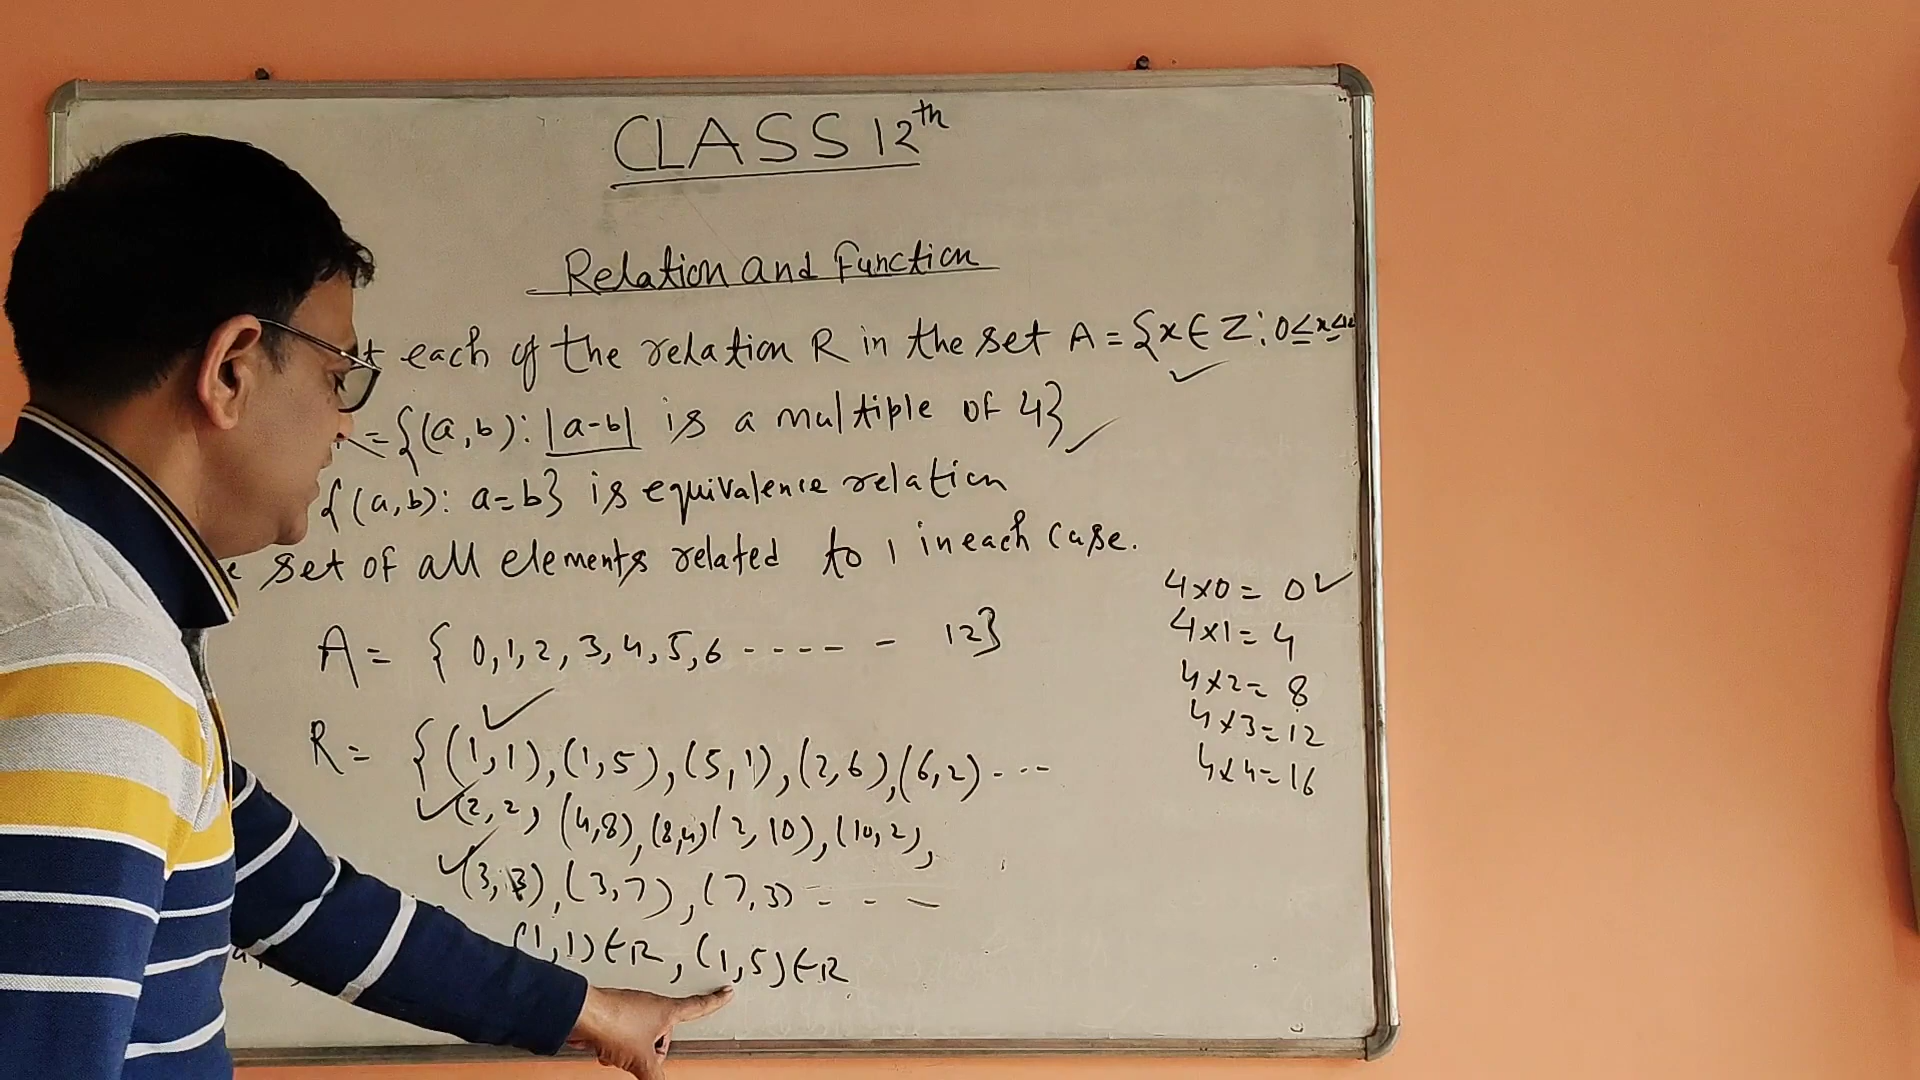 CLASS 12th
Relation and Function
each of the relation R in the set A = {x ∈ Z : 0 ≤ x ≤
= {(a, b) : |a-b| is a multiple of 4}
{(a, b) : a = b} is equivalence relation
set of all elements related to 1 in each case.
4 x 0 = 0 ✓
4 x 1 = 4
4 x 2 = 8
4 x 3 = 12
4 x 4 = 16
A = { 0, 1, 2, 3, 4, 5, 6 ----- - 12}
R = {(1,1), (1,5), (5,1), (2,6), (6,2) ---
(2,2), (4,8), (8,4) (2,10), (10,2),
(3,3), (3,7), (7,3) - - -
(1,1) ∈ R, (1,5) ∈ R